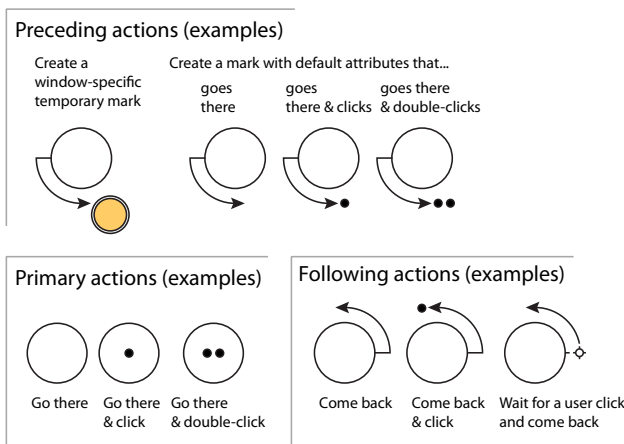 Preceding actions (examples)
Create a
window-specific
temporary mark
Create a mark with default attributes that...
goes
there
goes
there & clicks
goes there
& double-clicks
Primary actions (examples)
Go there
Go there
& click
Go there
& double-click
Following actions (examples)
Come back
Come back
& click
Wait for a user click
and come back